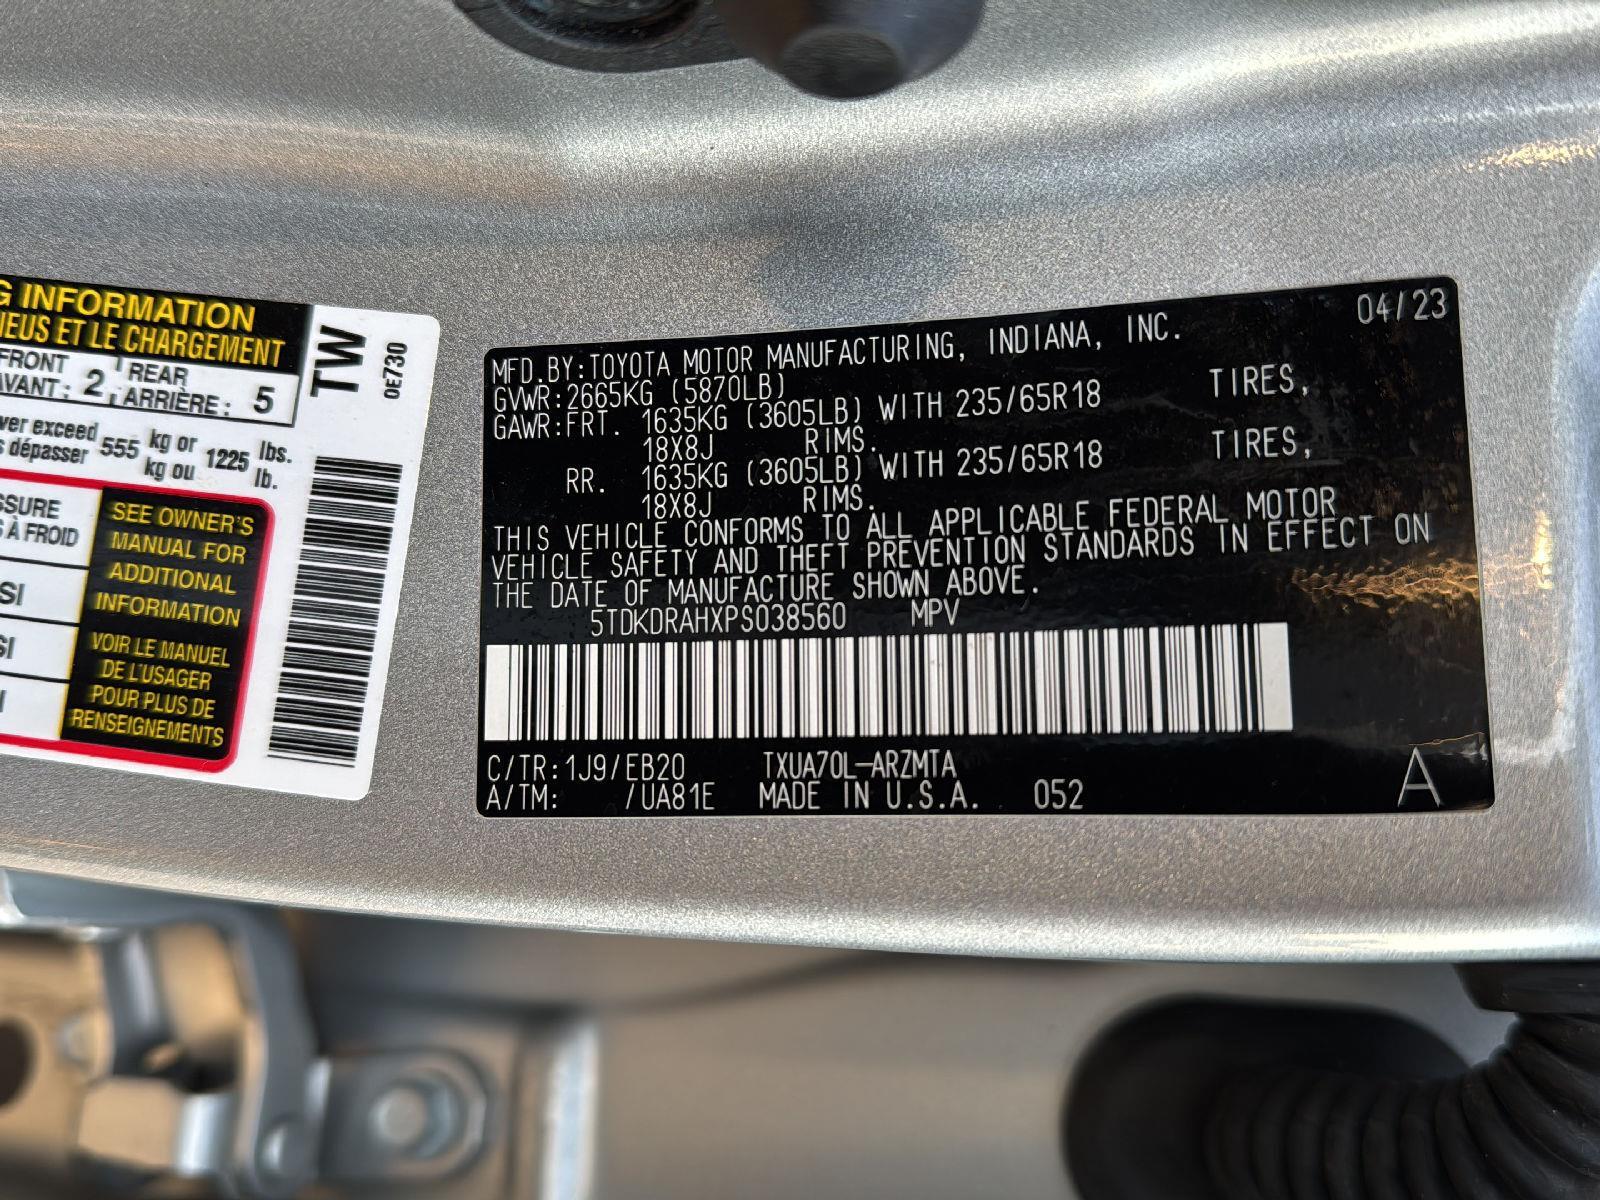 G INFORMATION
NEUS ET LE CHARGEMENT
FRONT
AVANT: 2
REAR
ARRIÈRE: 5
ver exceed 555 kg or 1225 lbs.
s dépasser kg ou lb.
SSURE
S À FROID
SI
SI
I
SEE OWNER'S
MANUAL FOR
ADDITIONAL
INFORMATION
VOIR LE MANUEL
DE L'USAGER
POUR PLUS DE
RENSEIGNEMENTS
TW
0E730
04/23
MFD.BY:TOYOTA MOTOR MANUFACTURING, INDIANA, INC.
GVWR:2665KG (5870LB)
GAWR:FRT. 1635KG (3605LB) WITH 235/65R18 TIRES,
18X8J RIMS.
RR. 1635KG (3605LB) WITH 235/65R18 TIRES,
18X8J RIMS.
THIS VEHICLE CONFORMS TO ALL APPLICABLE FEDERAL MOTOR
VEHICLE SAFETY AND THEFT PREVENTION STANDARDS IN EFFECT ON
THE DATE OF MANUFACTURE SHOWN ABOVE.
5TDKDRAHXPS038560 MPV
C/TR:1J9/EB20 TXUA70L-ARZMTA
A/TM: /UA81E MADE IN U.S.A. 052
A